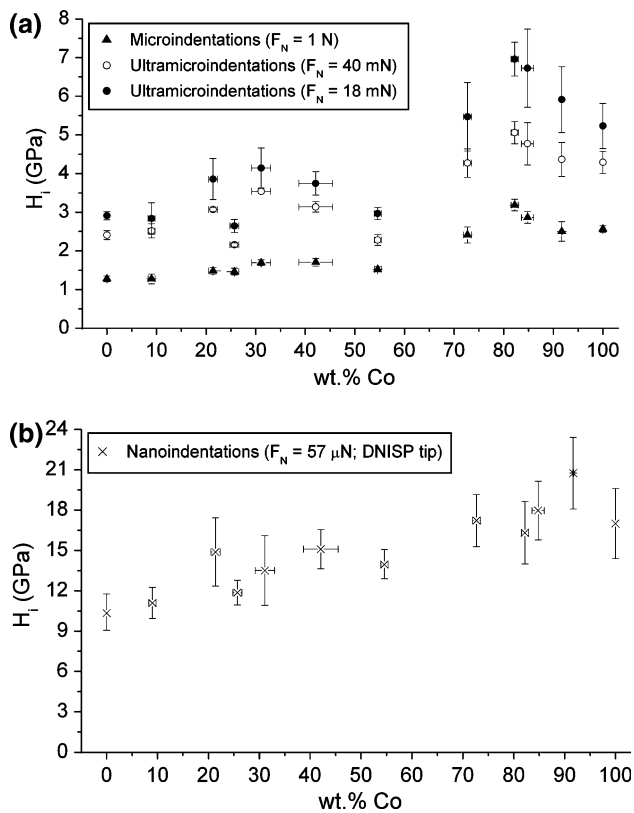 (a)
Microindentations (F_N = 1 N)
Ultramicroindentations (F_N = 40 mN)
Ultramicroindentations (F_N = 18 mN)
8
7
6
5
4
3
2
1
0
H_i (GPa)
0 10 20 30 40 50 60 70 80 90 100
wt.% Co
(b)
Nanoindentations (F_N = 57 μN; DNISP tip)
24
21
18
15
12
9
6
3
0
H_i (GPa)
0 10 20 30 40 50 60 70 80 90 100
wt.% Co